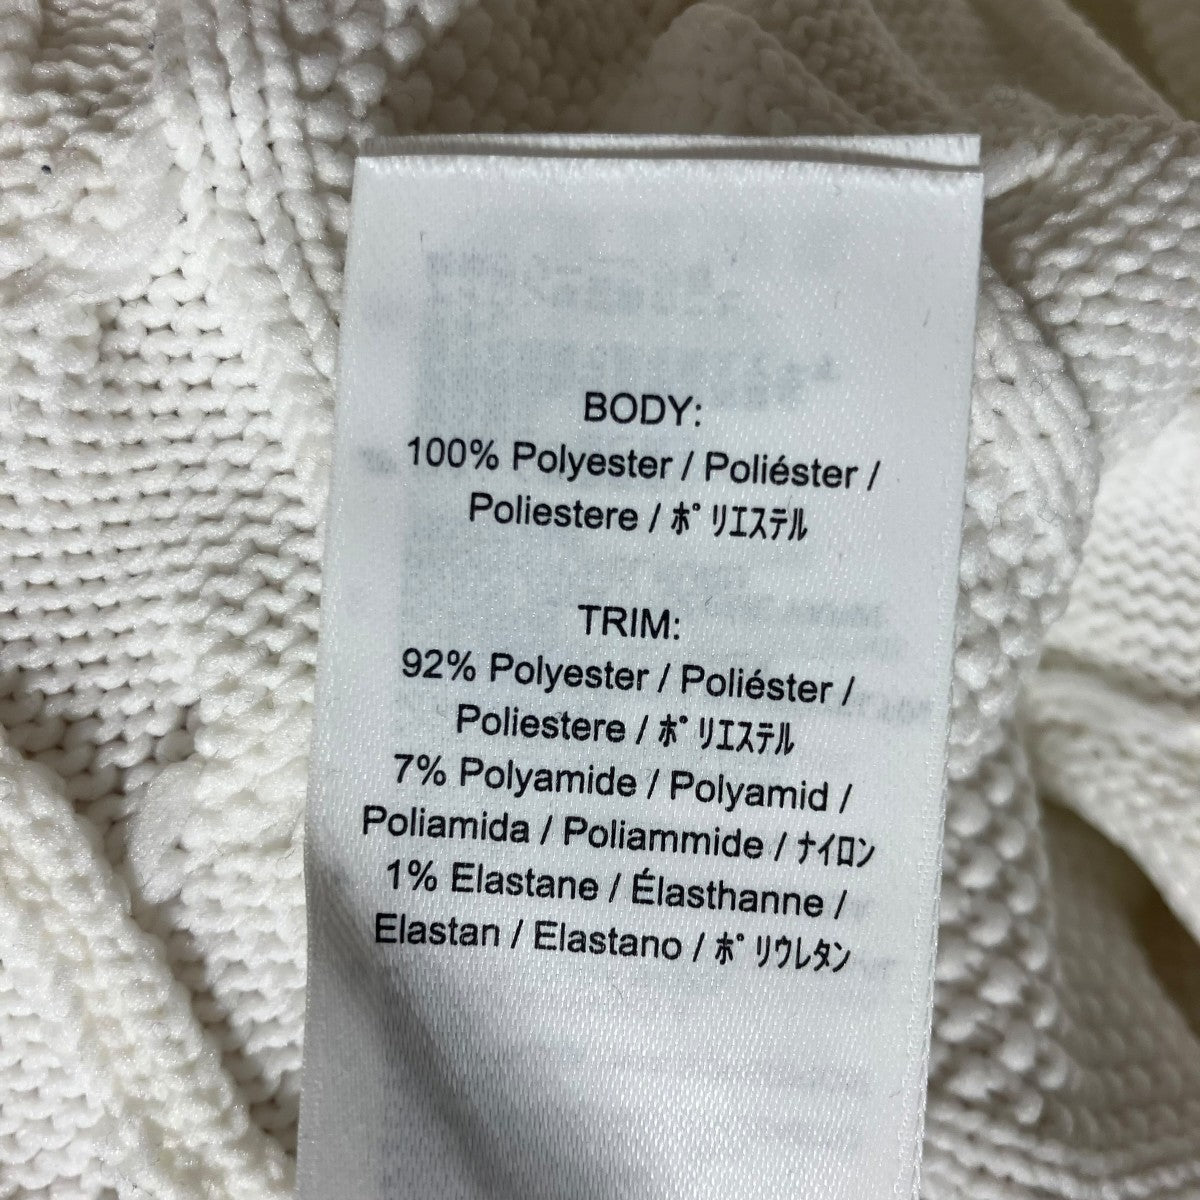 BODY:
100% Polyester / Poliéster /
Poliestere / ﾎﾟﾘｴｽﾃﾙ
TRIM:
92% Polyester / Poliéster /
Poliestere / ﾎﾟﾘｴｽﾃﾙ
7% Polyamide / Polyamid /
Poliamida / Poliammide / ﾅｲﾛﾝ
1% Elastane / Élasthanne /
Elastan / Elastano / ﾎﾟﾘｳﾚﾀﾝ